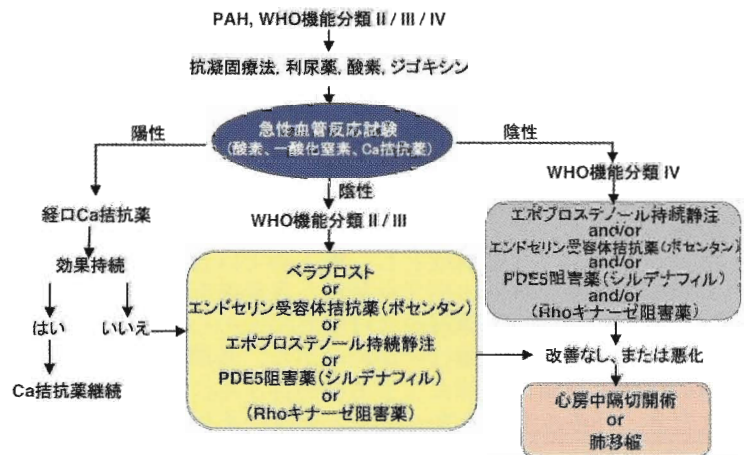 PAH, WHO機能分類 II / III / IV
抗凝固療法, 利尿薬, 酸素, ジゴキシン
急性血管反応試験
(酸素、一酸化窒素、Ca拮抗薬)
陽性
陰性
陰性
経口Ca拮抗薬
効果持続
はい
いいえ
Ca拮抗薬継続
WHO機能分類 II / III
ベラプロスト
or
エンドセリン受容体拮抗薬(ボセンタン)
or
エポプロステノール持続静注
or
PDE5阻害薬(シルデナフィル)
or
(Rhoキナーゼ阻害薬)
WHO機能分類 IV
エポプロステノール持続静注
and/or
エンドセリン受容体拮抗薬(ボセンタン)
and/or
PDE5阻害薬(シルデナフィル)
and/or
(Rhoキナーゼ阻害薬)
改善なし、または悪化
心房中隔切開術
or
肺移植